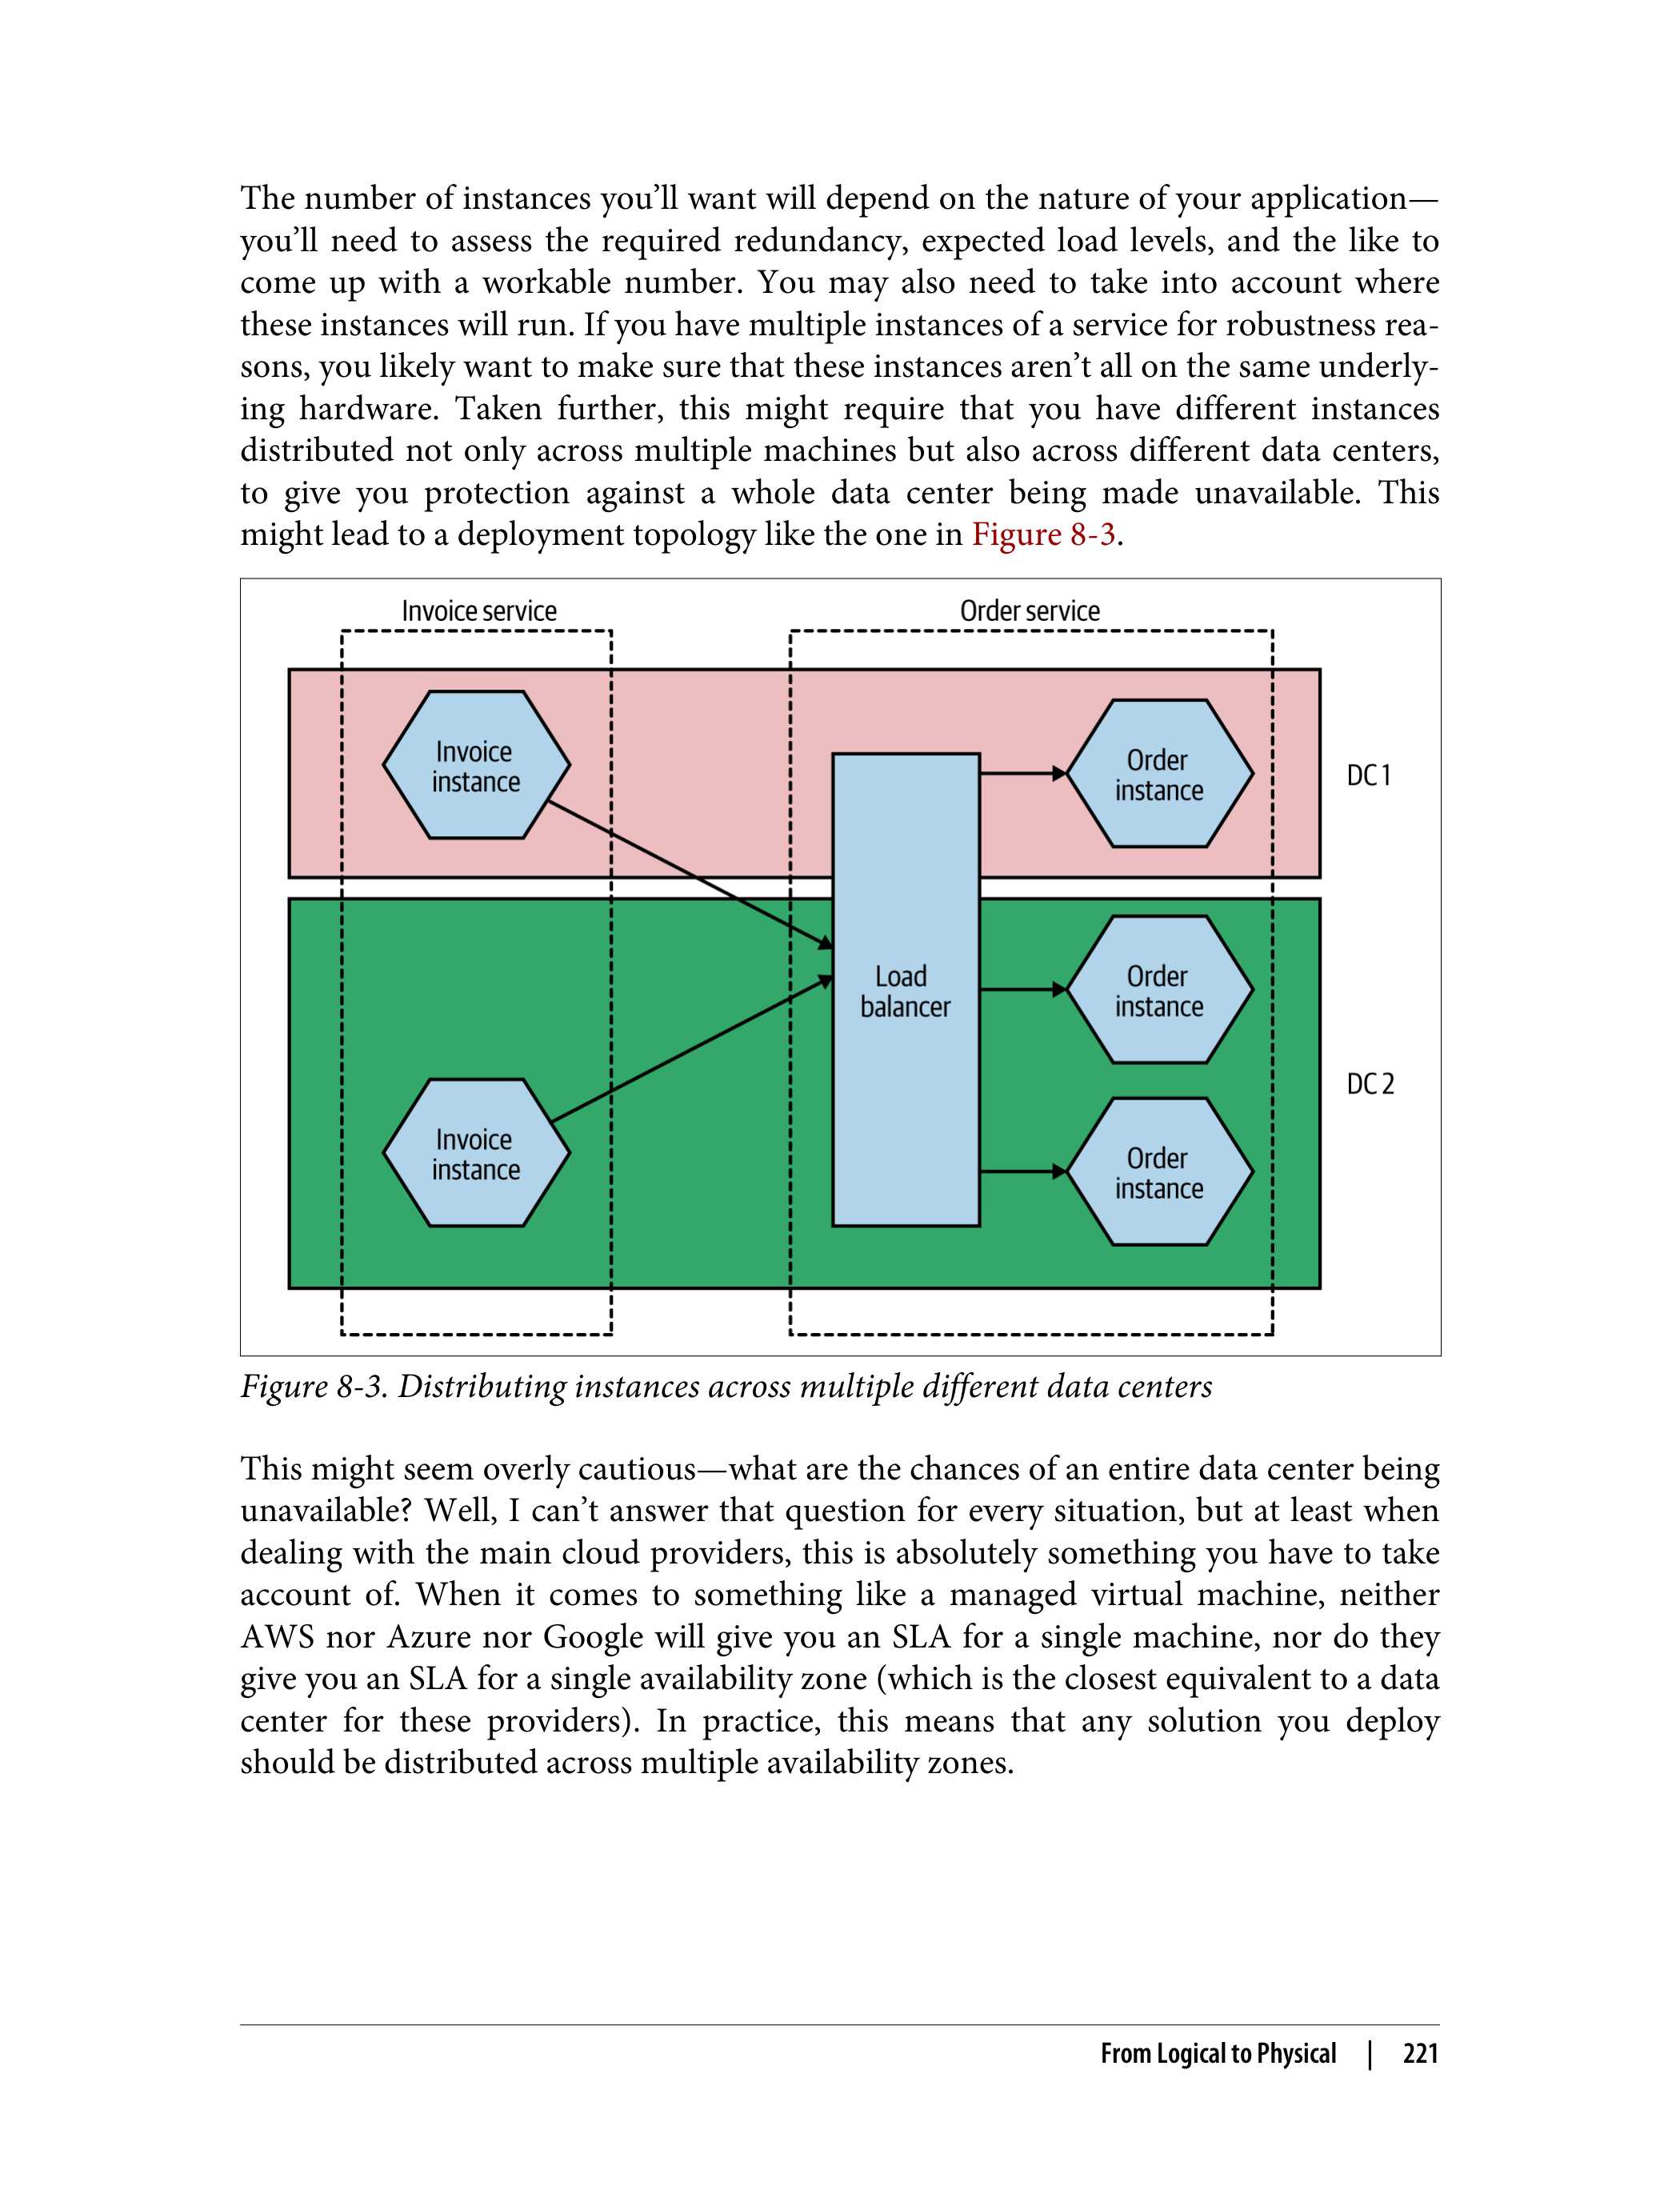 The number of instances you’ll want will depend on the nature of your application—
you’ll need to assess the required redundancy, expected load levels, and the like to
come up with a workable number. You may also need to take into account where
these instances will run. If you have multiple instances of a service for robustness rea-
sons, you likely want to make sure that these instances aren’t all on the same underly-
ing hardware. Taken further, this might require that you have different instances
distributed not only across multiple machines but also across different data centers,
to give you protection against a whole data center being made unavailable. This
might lead to a deployment topology like the one in Figure 8-3.
Invoice service
Order service
Invoice
instance
Order
instance
DC 1
Load
balancer
Order
instance
DC 2
Invoice
instance
Order
instance
Figure 8-3. Distributing instances across multiple different data centers
This might seem overly cautious—what are the chances of an entire data center being
unavailable? Well, I can’t answer that question for every situation, but at least when
dealing with the main cloud providers, this is absolutely something you have to take
account of. When it comes to something like a managed virtual machine, neither
AWS nor Azure nor Google will give you an SLA for a single machine, nor do they
give you an SLA for a single availability zone (which is the closest equivalent to a data
center for these providers). In practice, this means that any solution you deploy
should be distributed across multiple availability zones.
From Logical to Physical | 221